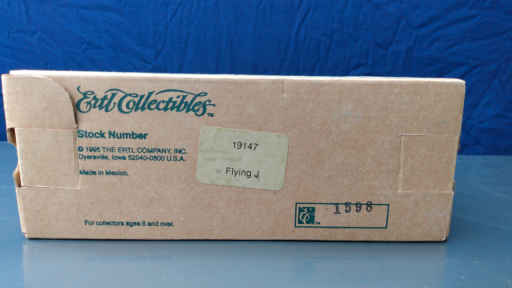 Ertl Collectibles™
Stock Number
19147
Flying J
© 1995 THE ERTL COMPANY, INC.
Dyersville, Iowa 52040-0500 U.S.A.
Made in Mexico.
For collectors ages 8 and over.
1598